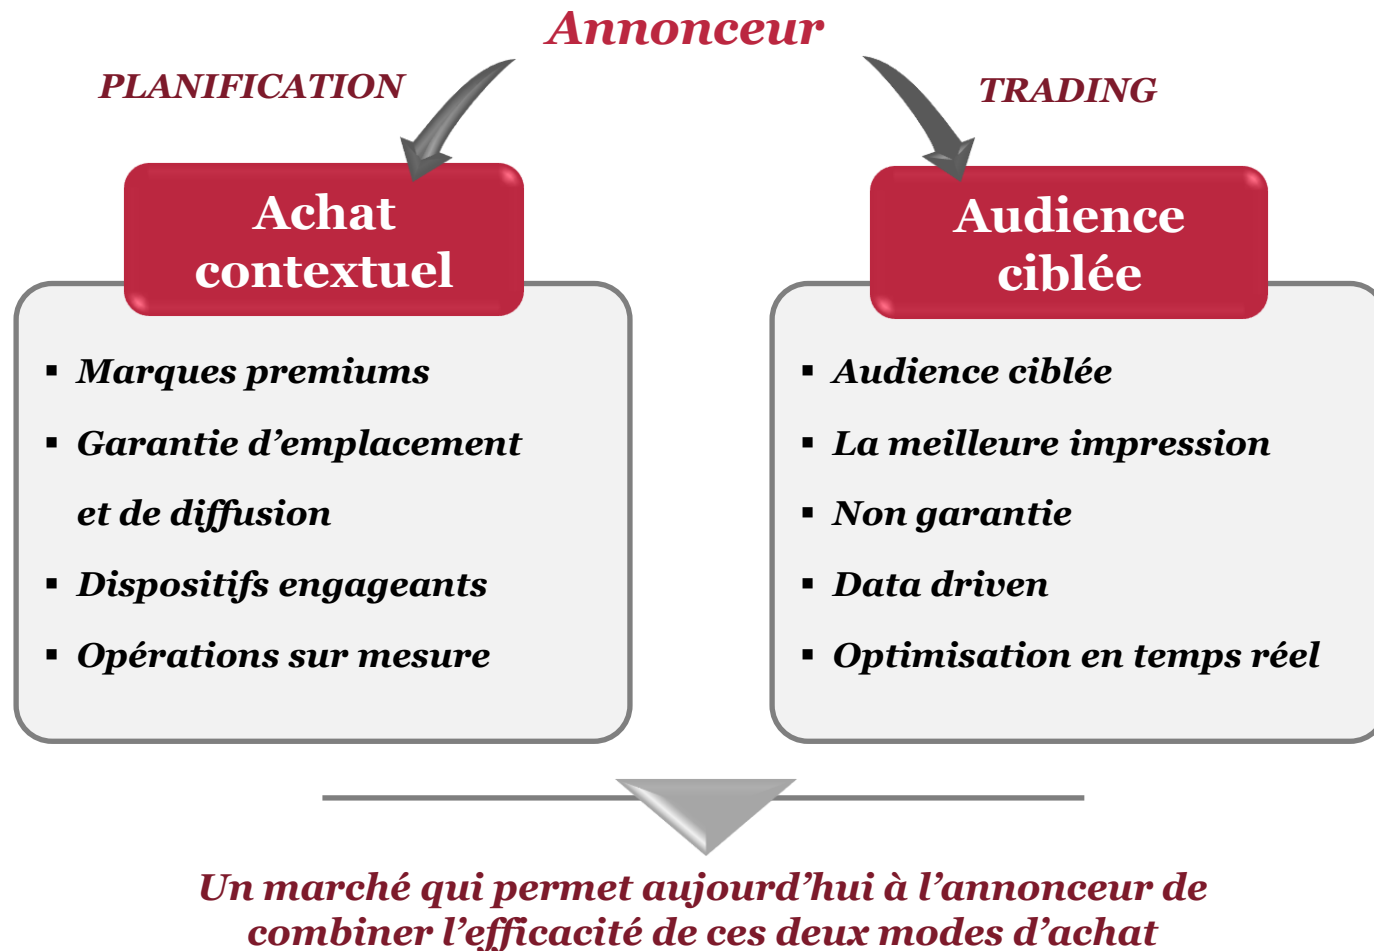 Annonceur
PLANIFICATION
TRADING
Achat
contextuel
▪ Marques premiums
▪ Garantie d’emplacement
et de diffusion
▪ Dispositifs engageants
▪ Opérations sur mesure
Audience
ciblée
▪ Audience ciblée
▪ La meilleure impression
▪ Non garantie
▪ Data driven
▪ Optimisation en temps réel
Un marché qui permet aujourd’hui à l’annonceur de
combiner l’efficacité de ces deux modes d’achat